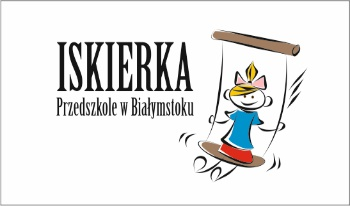 ISKIERKA
Przedszkole w Białymstoku